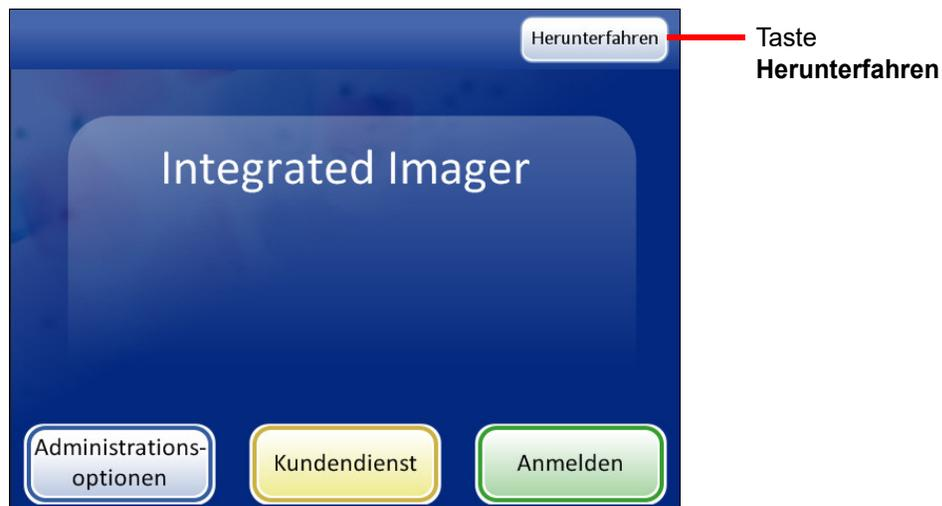 Herunterfahren
Taste
Herunterfahren
Integrated Imager
Administrations-
optionen
Kundendienst
Anmelden